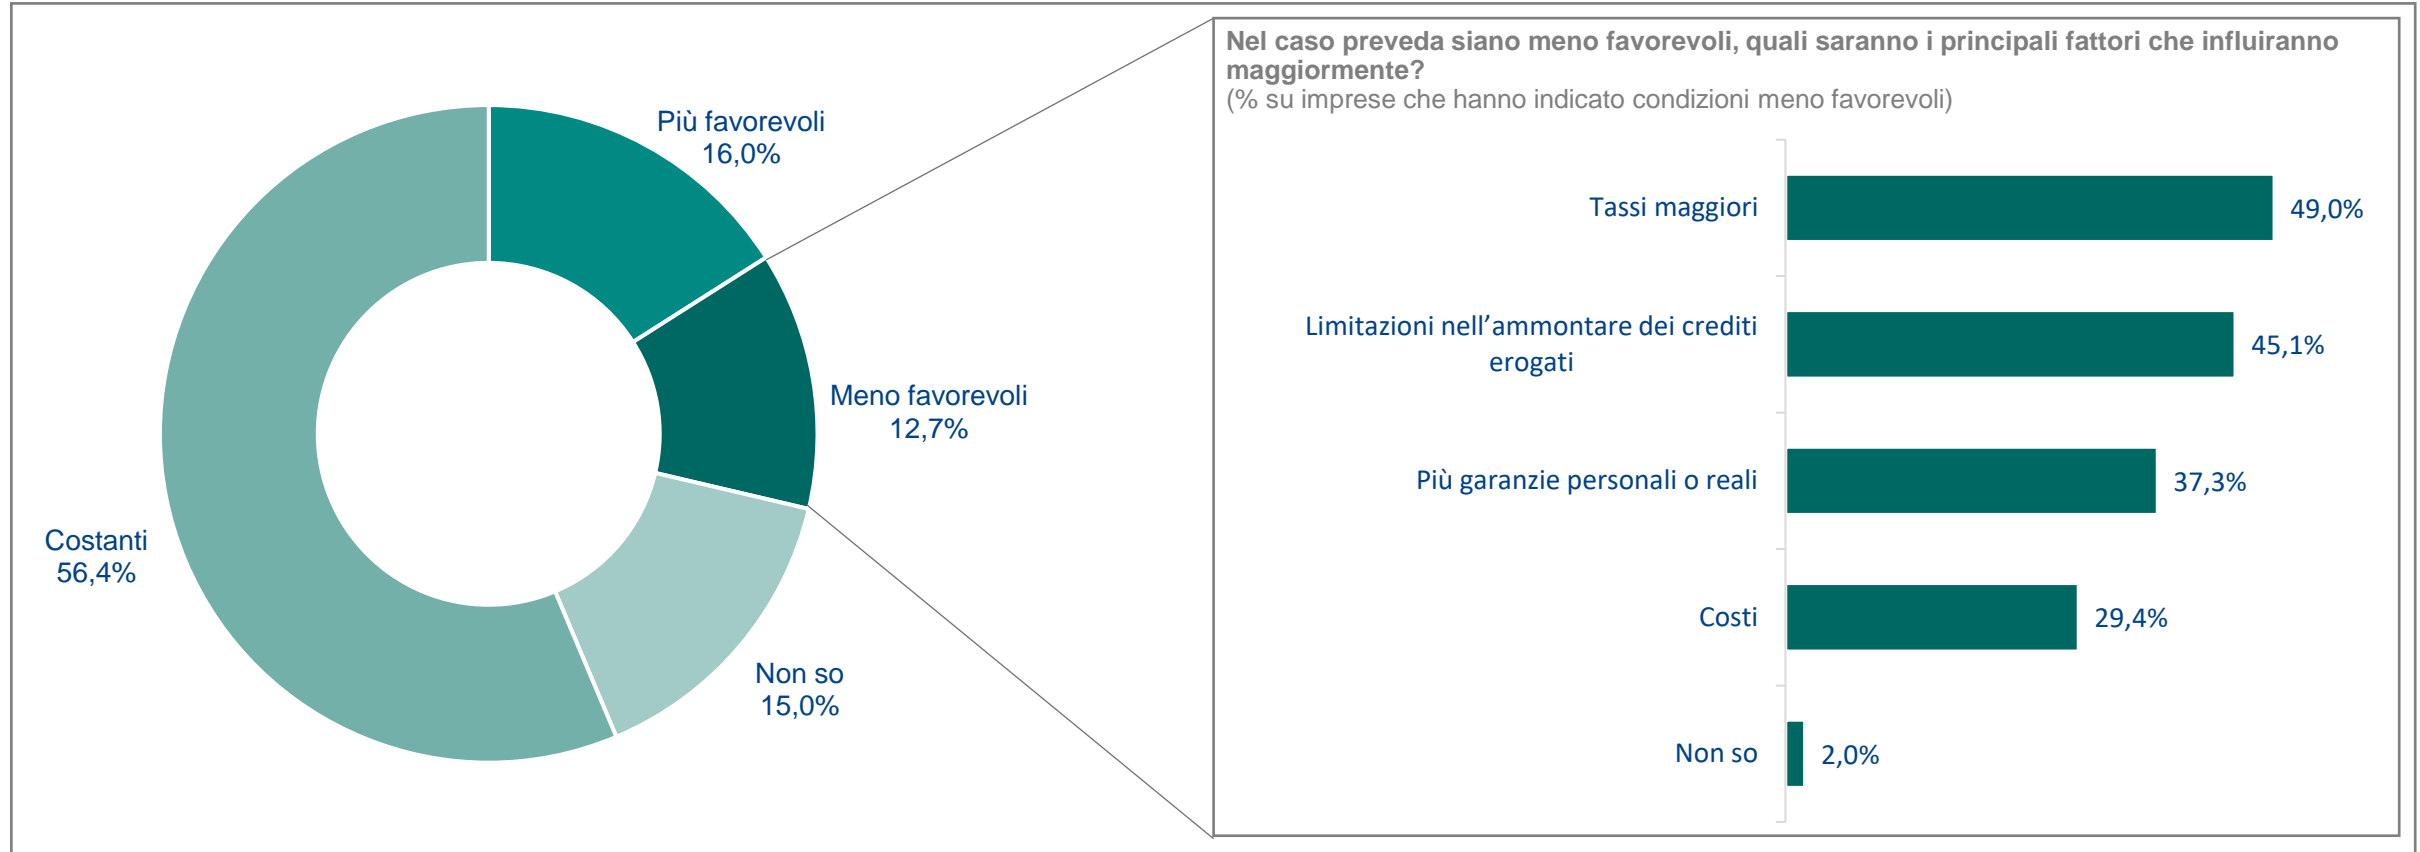 Più favorevoli
16,0%
Meno favorevoli
12,7%
Non so
15,0%
Costanti
56,4%
Nel caso preveda siano meno favorevoli, quali saranno i principali fattori che influiranno
maggiormente?
(% su imprese che hanno indicato condizioni meno favorevoli)
Tassi maggiori
49,0%
Limitazioni nell’ammontare dei crediti
erogati
45,1%
Più garanzie personali o reali
37,3%
Costi
29,4%
Non so
2,0%